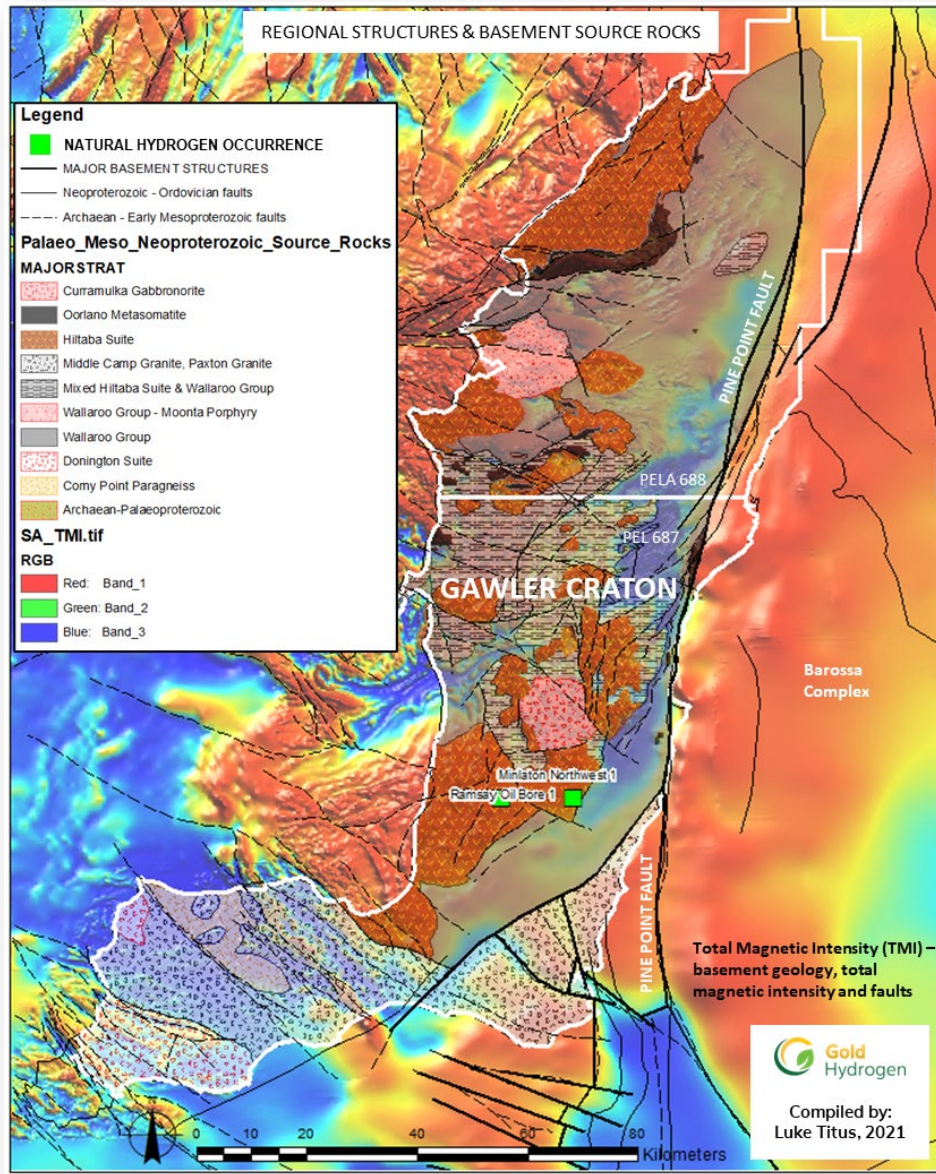 REGIONAL STRUCTURES & BASEMENT SOURCE ROCKS
Legend
NATURAL HYDROGEN OCCURRENCE
MAJOR BASEMENT STRUCTURES
Neoproterozoic - Ordovician faults
Archaean - Early Mesoproterozoic faults
Palaeo_Meso_Neoproterozoic_Source_Rocks
MAJORSTRAT
Curramulka Gabbronorite
Oorlano Metasomatite
Hiltaba Suite
Middle Camp Granite, Paxton Granite
Mixed Hiltaba Suite & Wallaroo Group
Wallaroo Group - Moonta Porphyry
Wallaroo Group
Donington Suite
Corny Point Paragneiss
Archaean-Palaeoproterozoic
SA_TMI.tif
RGB
Red: Band_1
Green: Band_2
Blue: Band_3
PINE POINT FAULT
PELA 688
PEL 687
GAWLER CRATON
Barossa
Complex
Minlaton Northwest 1
Ramsay Oil Bore 1
PINE POINT FAULT
Total Magnetic Intensity (TMI) –
basement geology, total
magnetic intensity and faults
Gold
Hydrogen
Compiled by:
Luke Titus, 2021
0 10 20 40 60 80
Kilometers